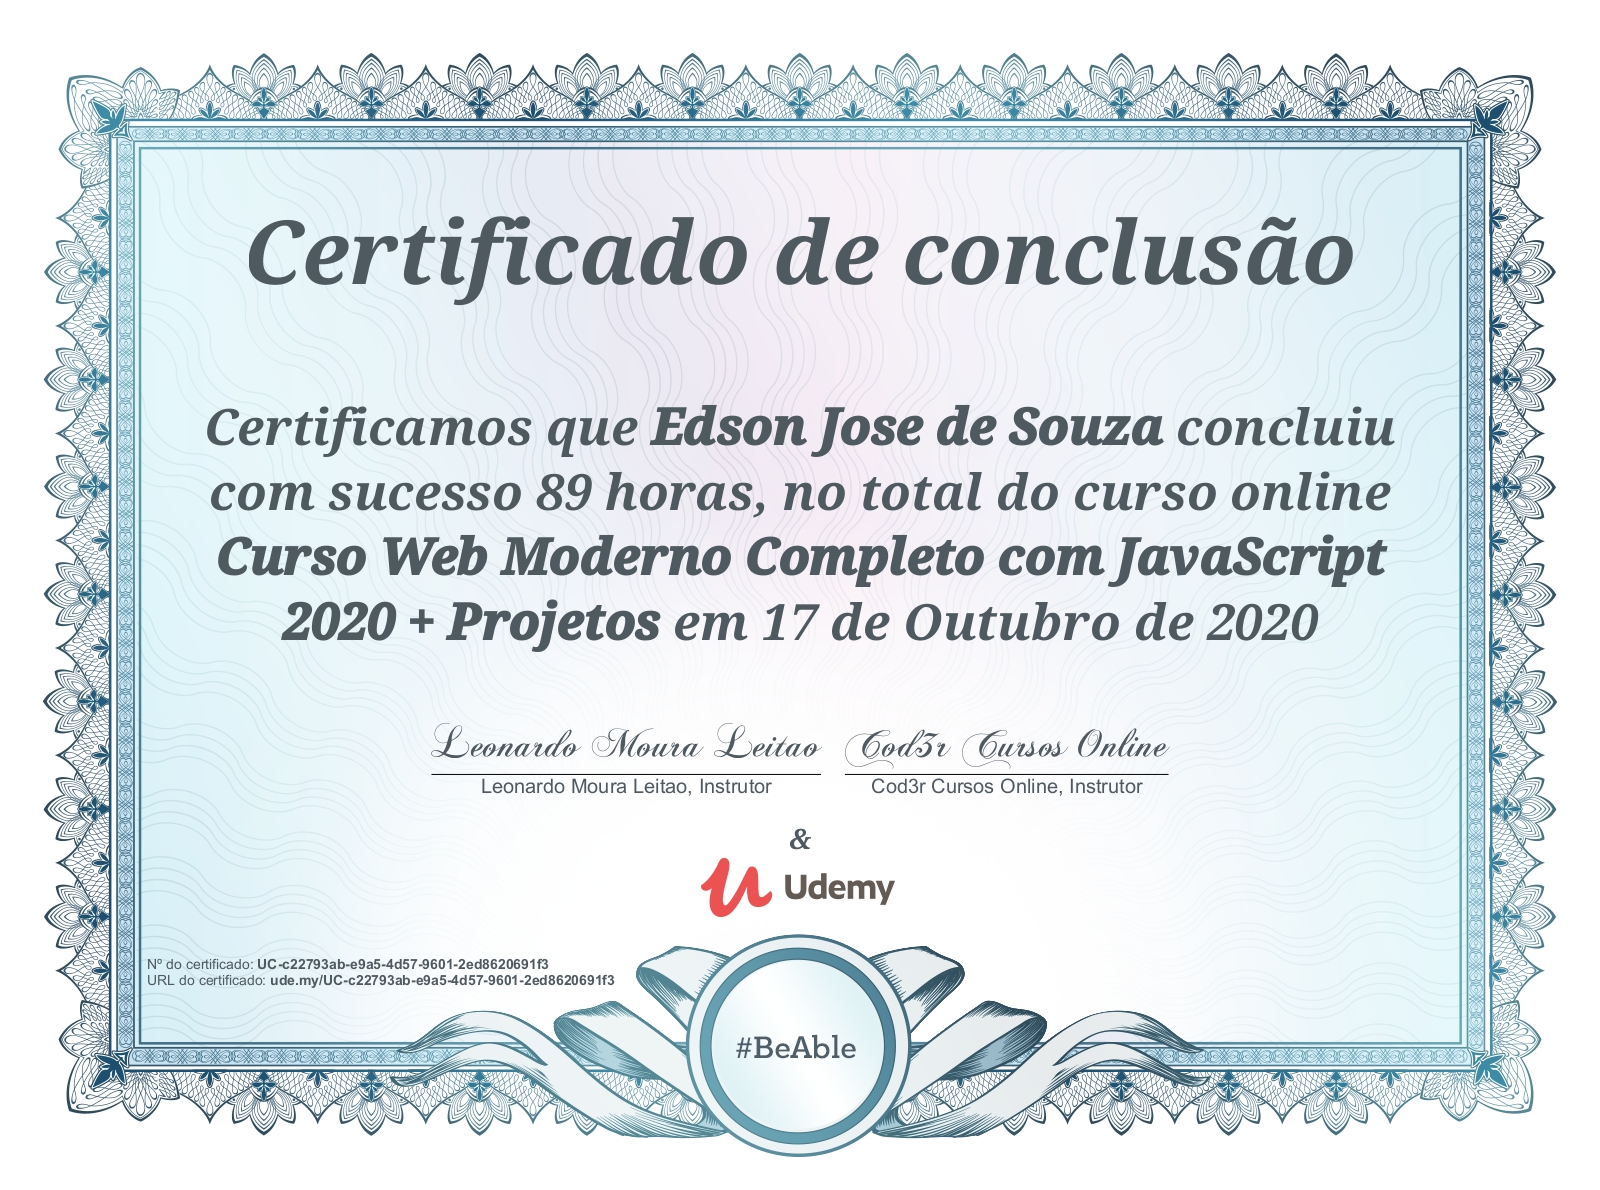 Certificado de conclusão
Certificamos que Edson Jose de Souza concluiu
com sucesso 89 horas, no total do curso online
Curso Web Moderno Completo com JavaScript
2020 + Projetos em 17 de Outubro de 2020
Leonardo Moura Leitao Cod3r Cursos Online
Leonardo Moura Leitao, Instrutor Cod3r Cursos Online, Instrutor
&
Udemy
Nº do certificado: UC-c22793ab-e9a5-4d57-9601-2ed8620691f3
URL do certificado: ude.my/UC-c22793ab-e9a5-4d57-9601-2ed8620691f3
#BeAble